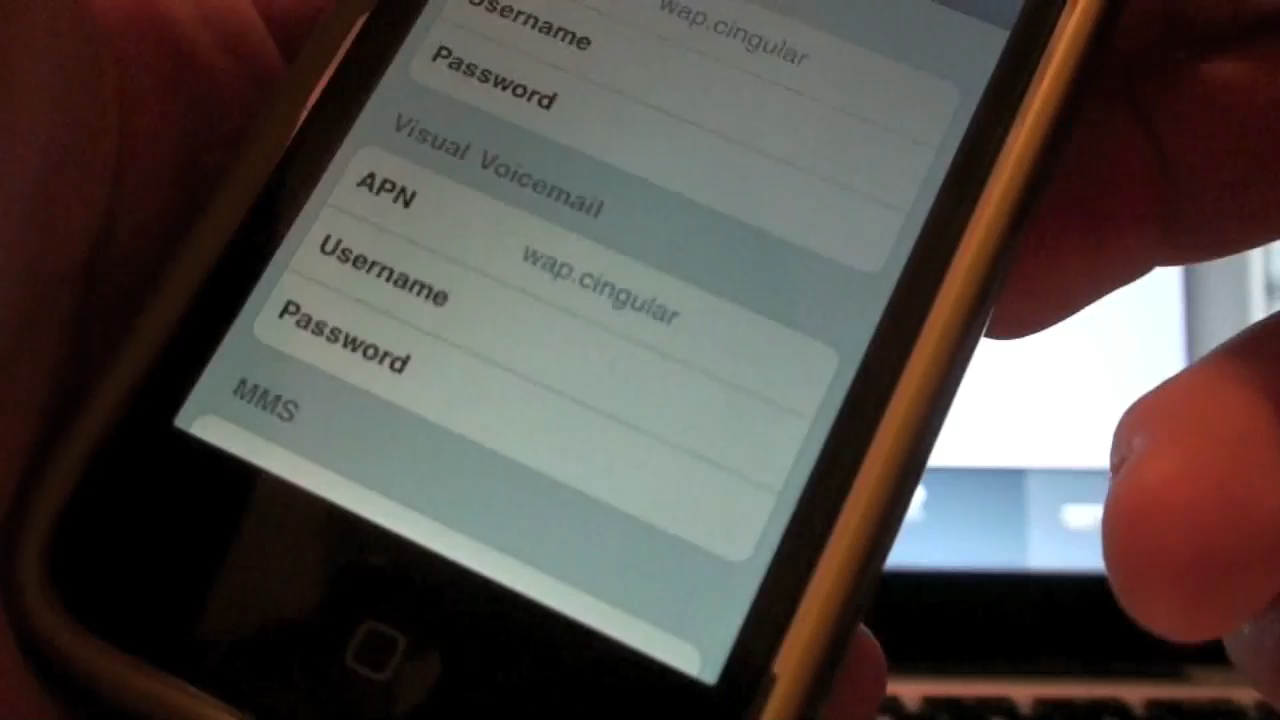 wap.cingular
Username
Password
Visual Voicemail
APN
wap.cingular
Username
Password
MMS